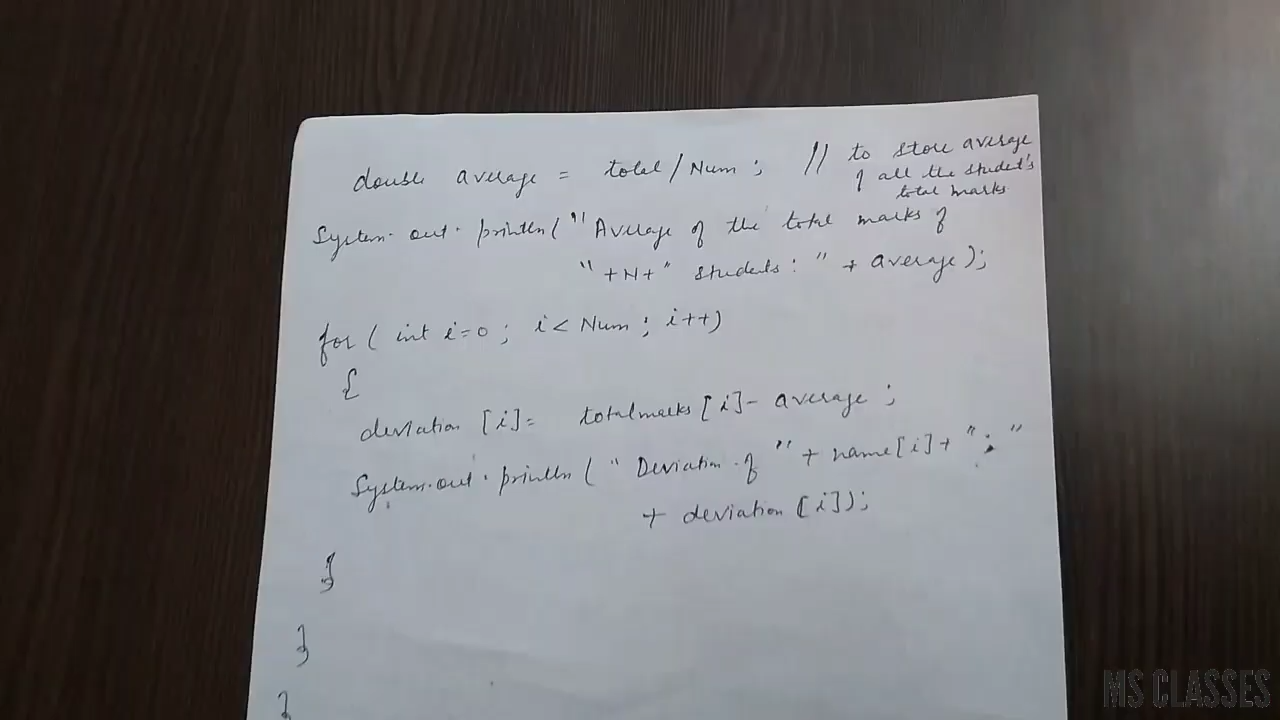 double average = total/Num; // to store average
of all the studet's
total marks
System.out.println("Average of the total marks of
"+N+" students: " + average);
for( int i=0; i< Num; i++)
{
deviation [i]= totalmarks[i]- average;
System.out.println("Deviation of "+name[i]+":"
+ deviation[i]);
}
}
}
MS CLASSES